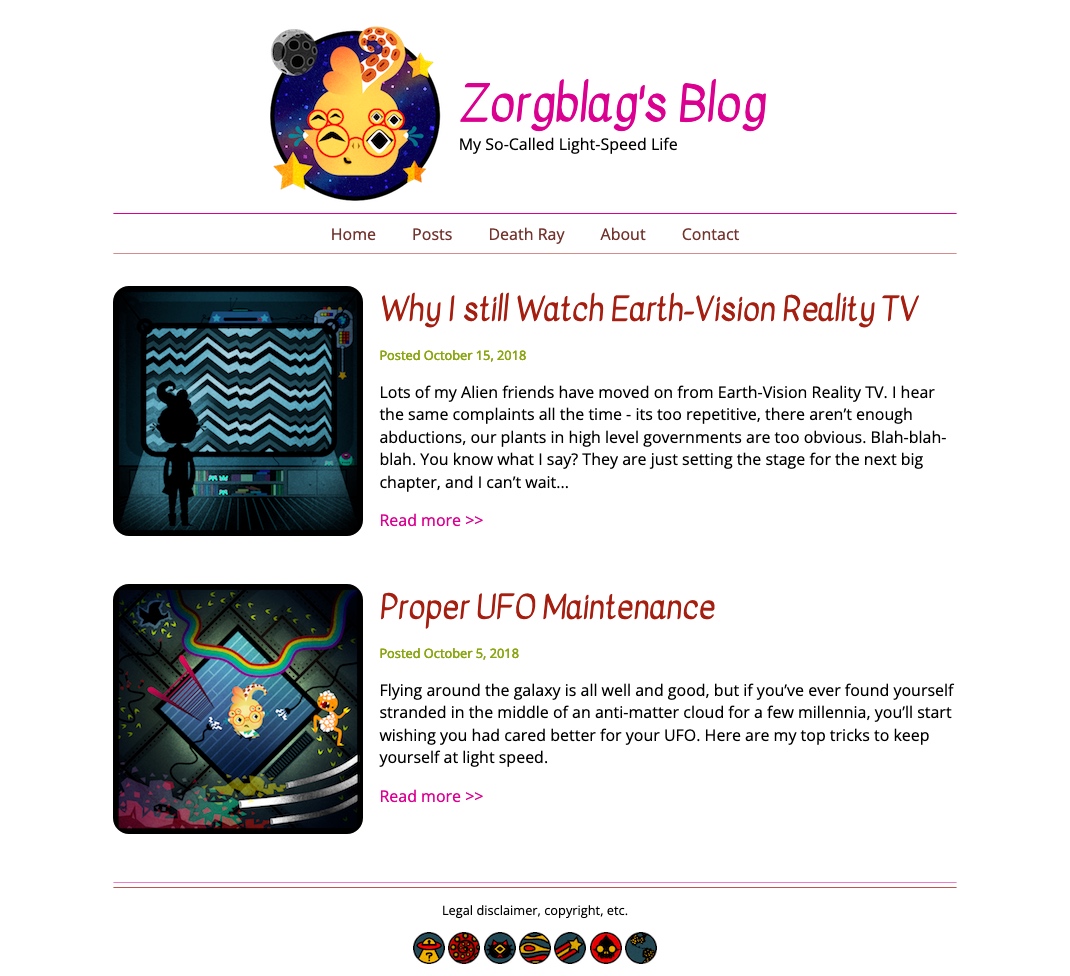 Zorgblag's Blog
My So-Called Light-Speed Life
Home Posts Death Ray About Contact
Why I still Watch Earth-Vision Reality TV
Posted October 15, 2018
Lots of my Alien friends have moved on from Earth-Vision Reality TV. I hear
the same complaints all the time - its too repetitive, there aren’t enough
abductions, our plants in high level governments are too obvious. Blah-blah-
blah. You know what I say? They are just setting the stage for the next big
chapter, and I can’t wait...
Read more >>
Proper UFO Maintenance
Posted October 5, 2018
Flying around the galaxy is all well and good, but if you’ve ever found yourself
stranded in the middle of an anti-matter cloud for a few millennia, you’ll start
wishing you had cared better for your UFO. Here are my top tricks to keep
yourself at light speed.
Read more >>
Legal disclaimer, copyright, etc.
?